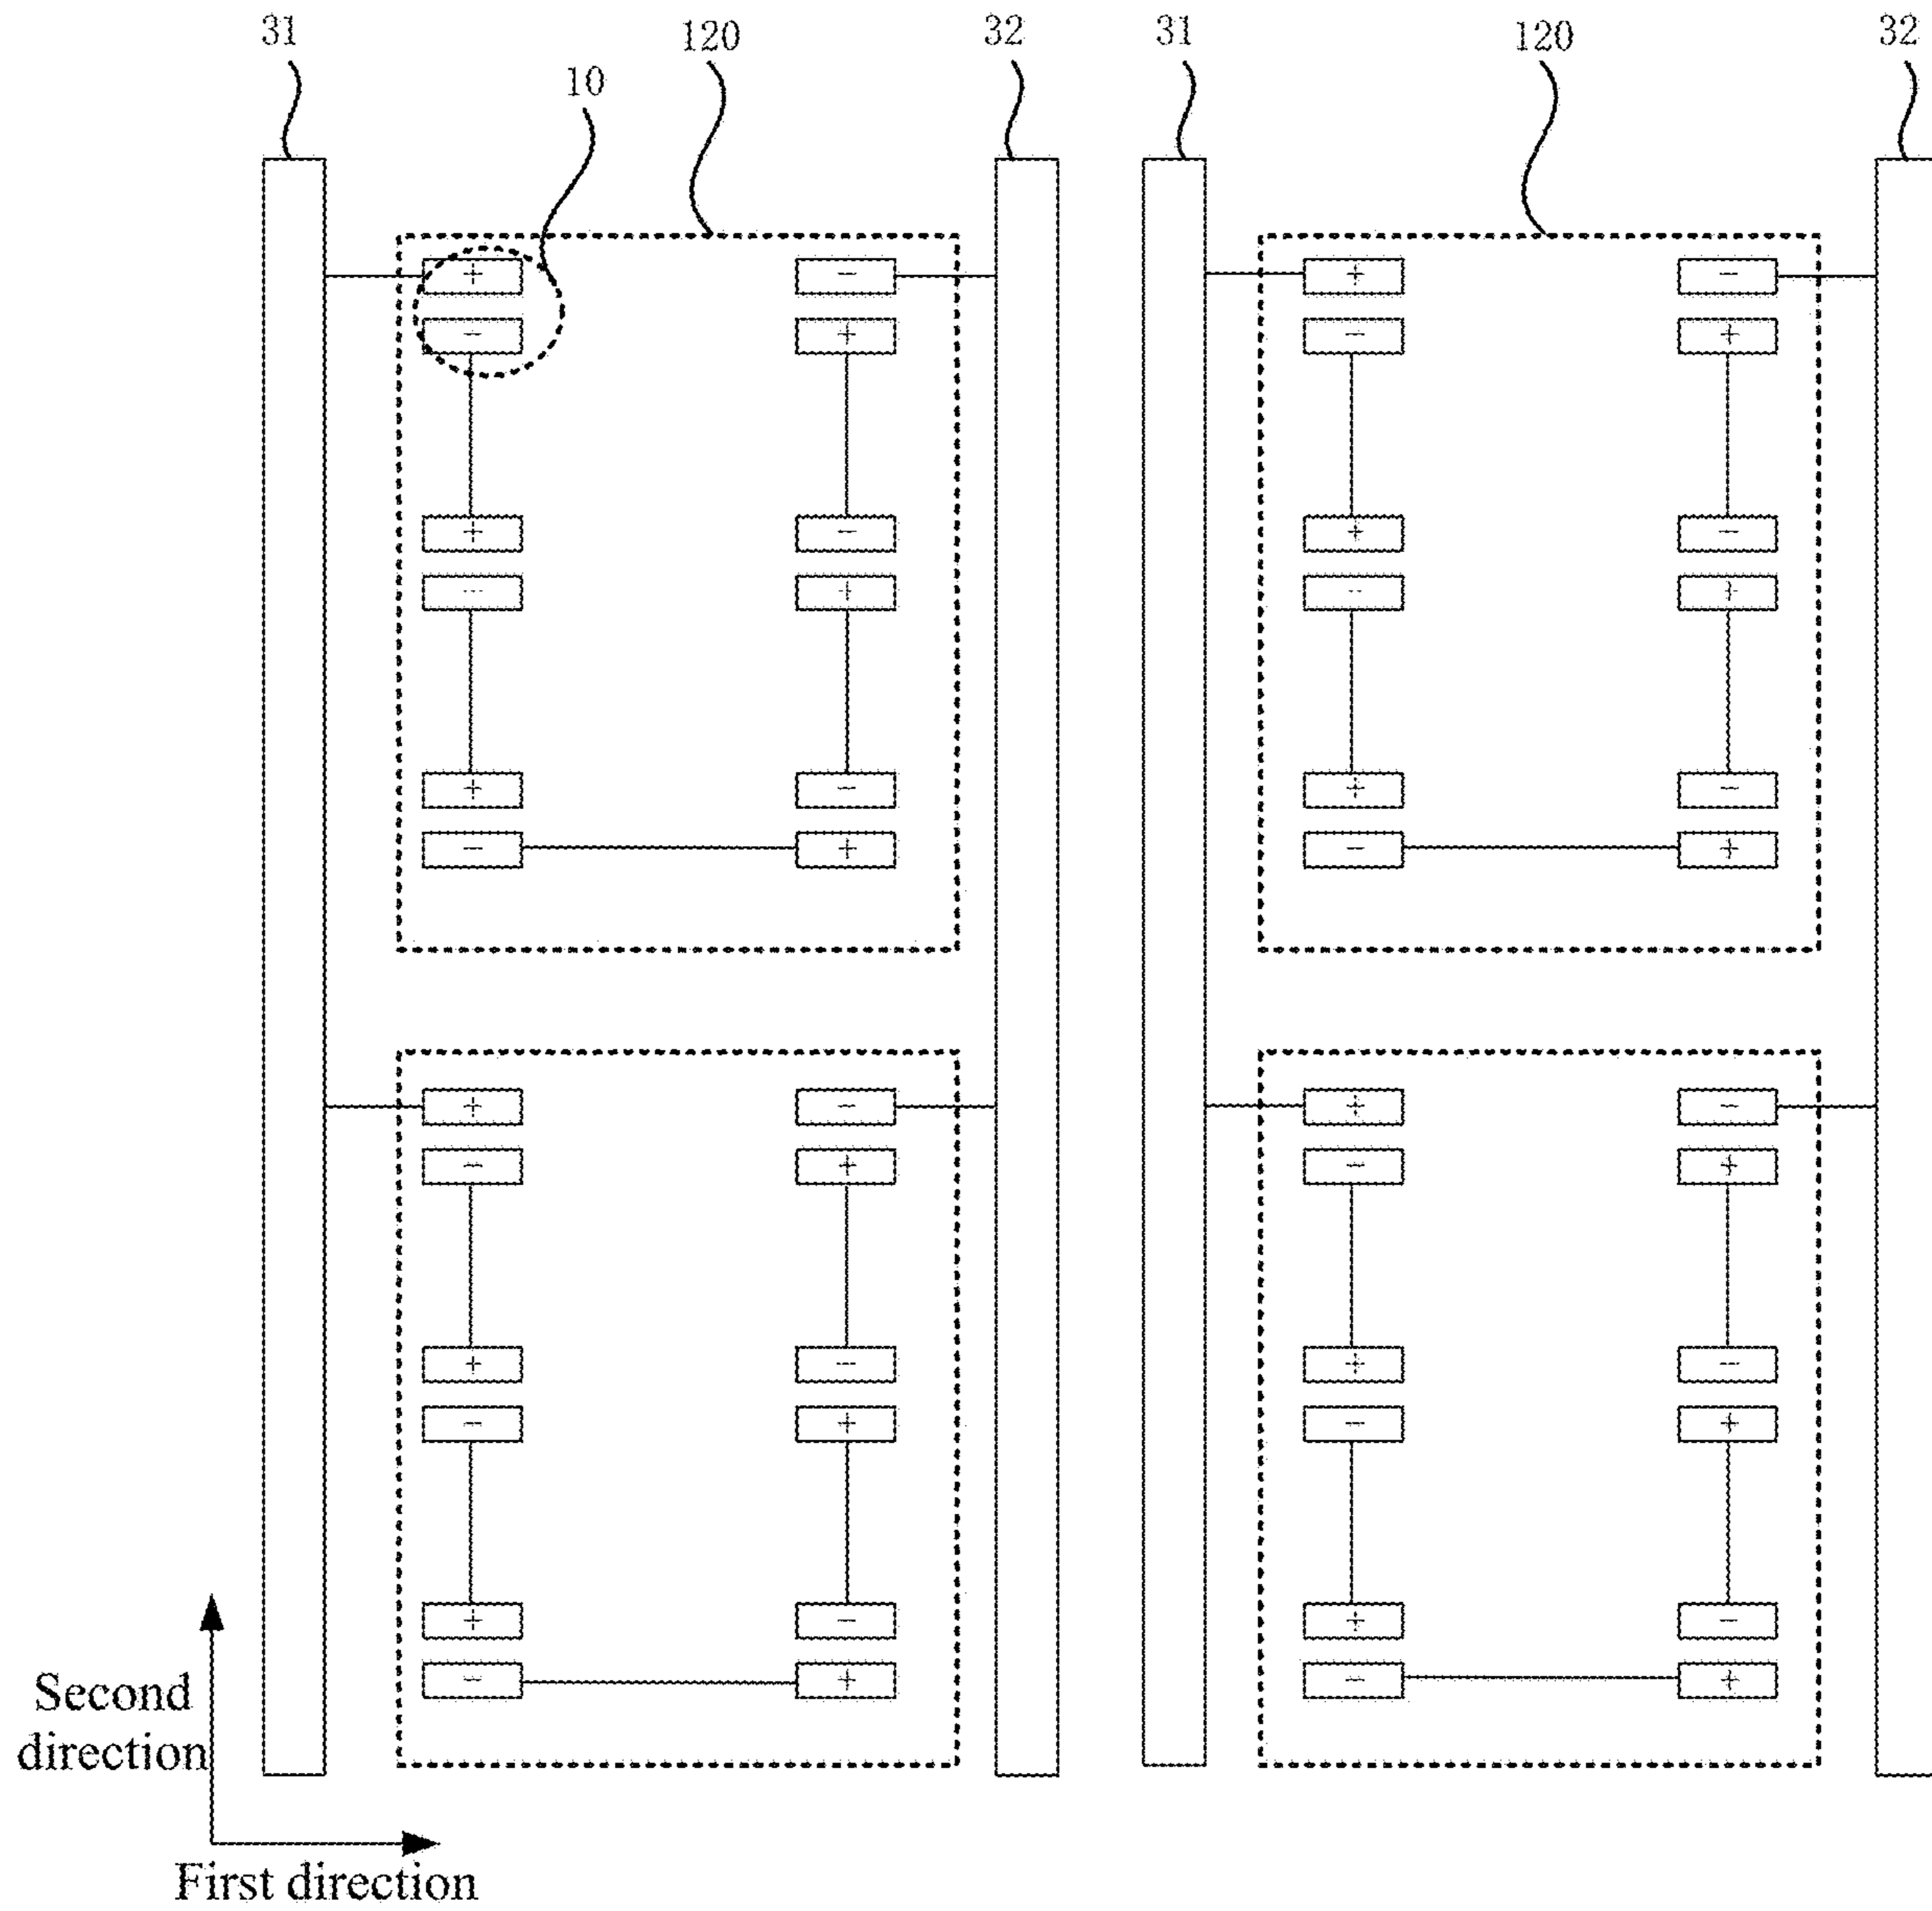 31 120 32 31 120 32
10
+ - + -
- + - +
+ - + -
- + - +
+ - + -
- + - +
+ - + -
- + - +
+ - + -
- + - +
+ - + -
- + - +
Second
direction
First direction